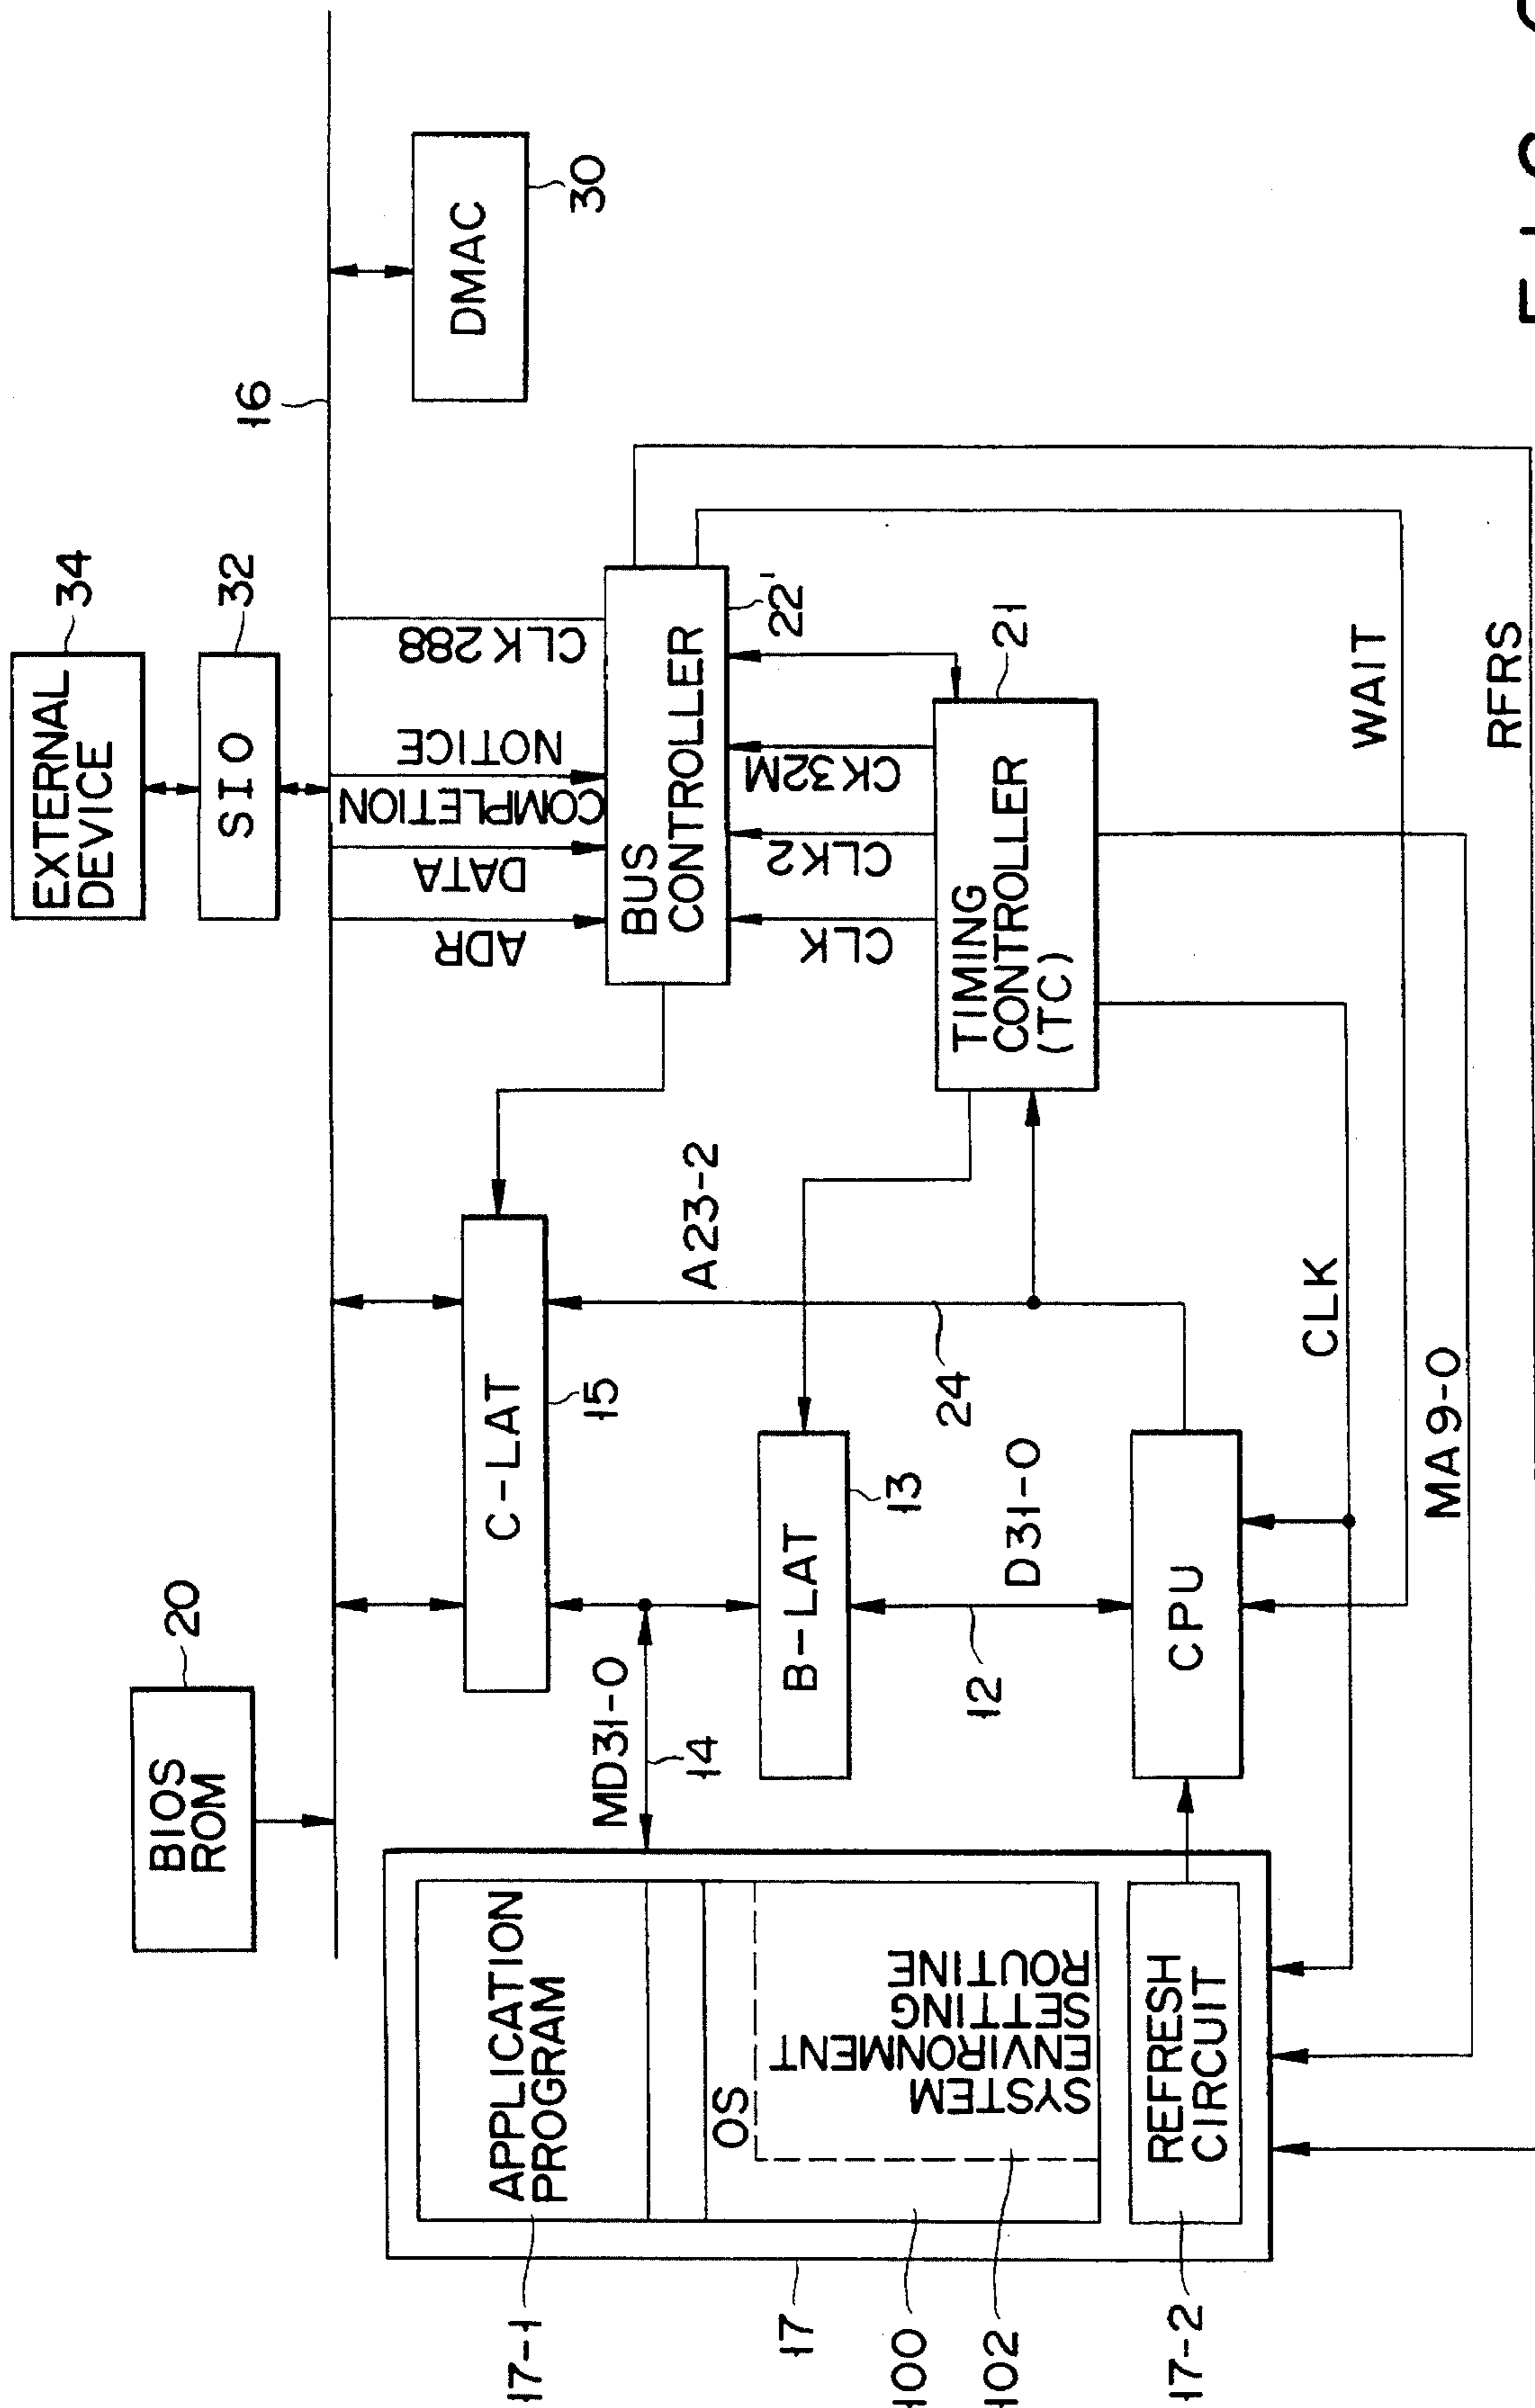 EXTERNAL
DEVICE
34
SIO
32
16
DMAC
30
BIOS
ROM
20
C-LAT
15
ADR
DATA
COMPLETION
NOTICE
CLK288
BUS
CONTROLLER
22'
APPLICATION
PROGRAM
17-1
MD31-0
14
B-LAT
13
A23-2
24
CLK
CLK2
CK32M
TIMING
CONTROLLER
(TC)
21
OS
SYSTEM
ENVIRONMENT
SETTING
ROUTINE
17
100
102
12
D31-0
CPU
REFRESH
CIRCUIT
17-2
CLK
WAIT
MA9-0
RFRS